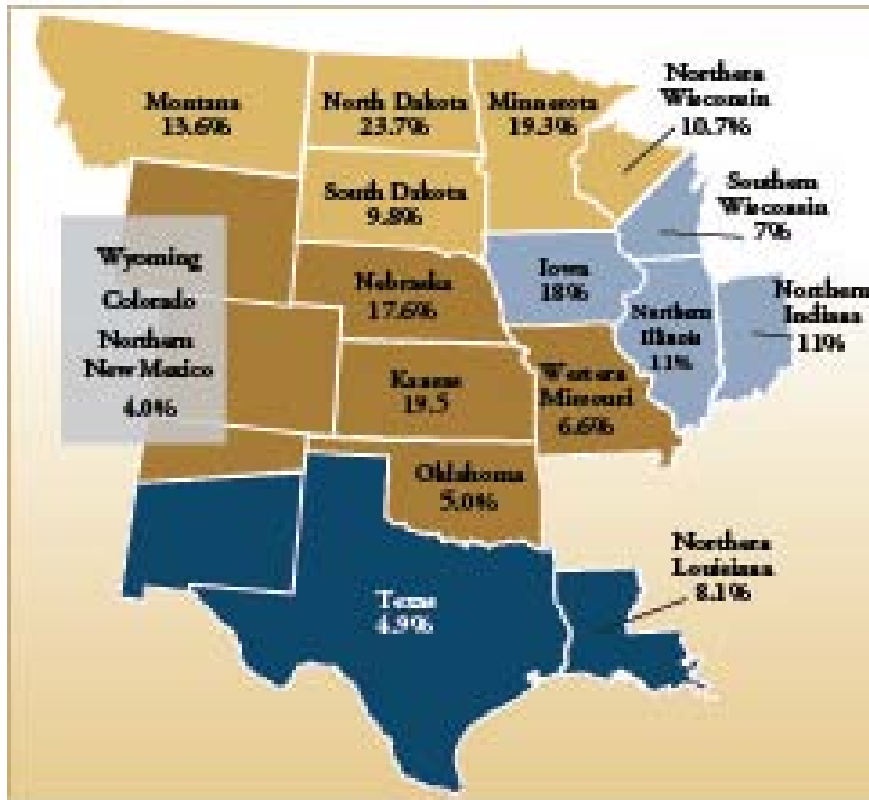 Montana
13.6%
North Dakota
23.7%
Minnesota
19.3%
Northern
Wisconsin
10.7%
South Dakota
9.8%
Southern
Wisconsin
7%
Wyoming
Colorado
Northern
New Mexico
4.0%
Nebraska
17.6%
Iowa
18%
Northern
Illinois
11%
Northern
Indiana
11%
Kansas
19.5
Western
Missouri
6.6%
Oklahoma
5.0%
Texas
4.9%
Northern
Louisiana
8.1%